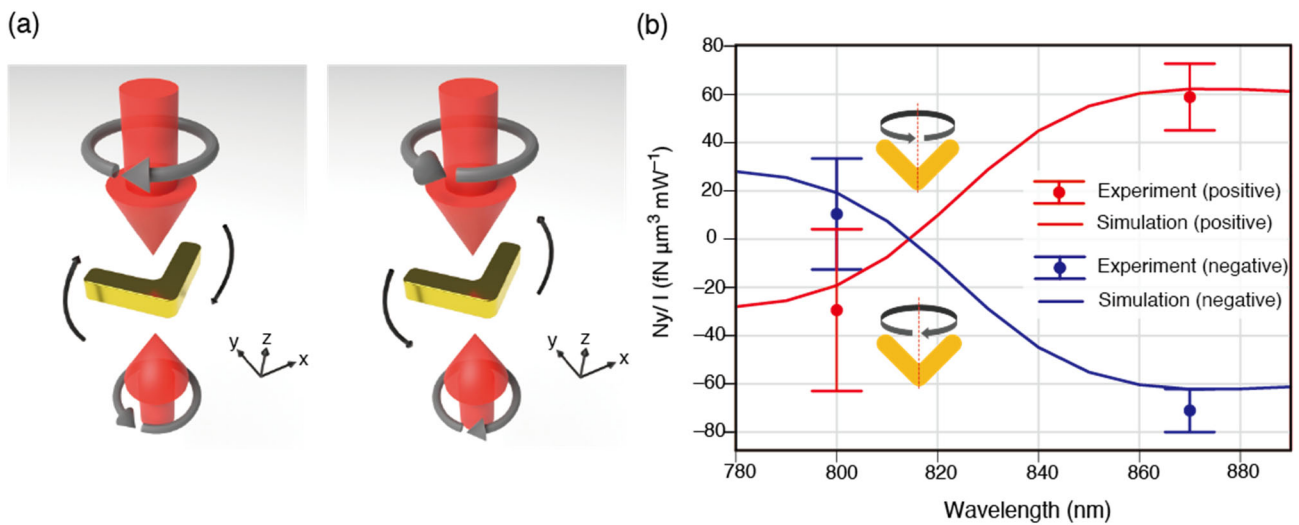 (a)
y
z
x
y
z
x
(b)
Ny/ I (fN μm³ mW⁻¹)
80
60
40
20
0
−20
−40
−60
−80
Experiment (positive)
Simulation (positive)
Experiment (negative)
Simulation (negative)
780
800
820
840
860
880
Wavelength (nm)